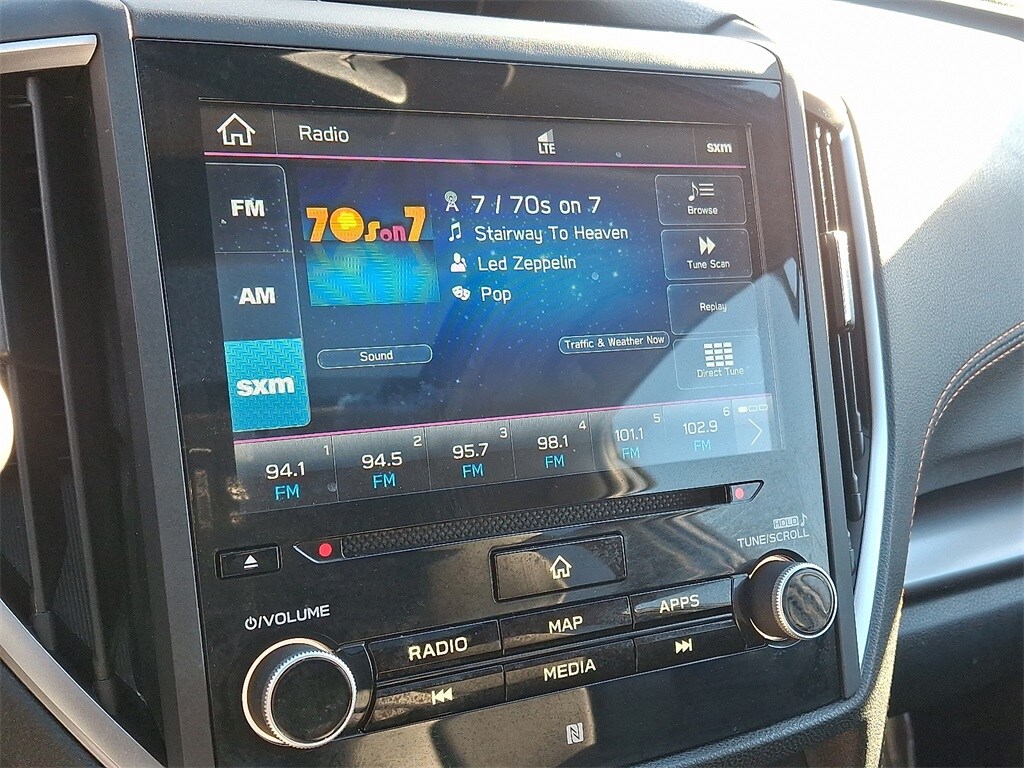 Radio
LTE
sxm
FM
AM
sxm
70s on 7
7 / 70s on 7
Stairway To Heaven
Led Zeppelin
Pop
Sound
Traffic & Weather Now
Browse
Tune Scan
Replay
Direct Tune
1
94.1
FM
2
94.5
FM
3
95.7
FM
4
98.1
FM
5
101.1
FM
6
102.9
FM
HOLD
TUNE/SCROLL
/VOLUME
RADIO
MAP
APPS
MEDIA
N